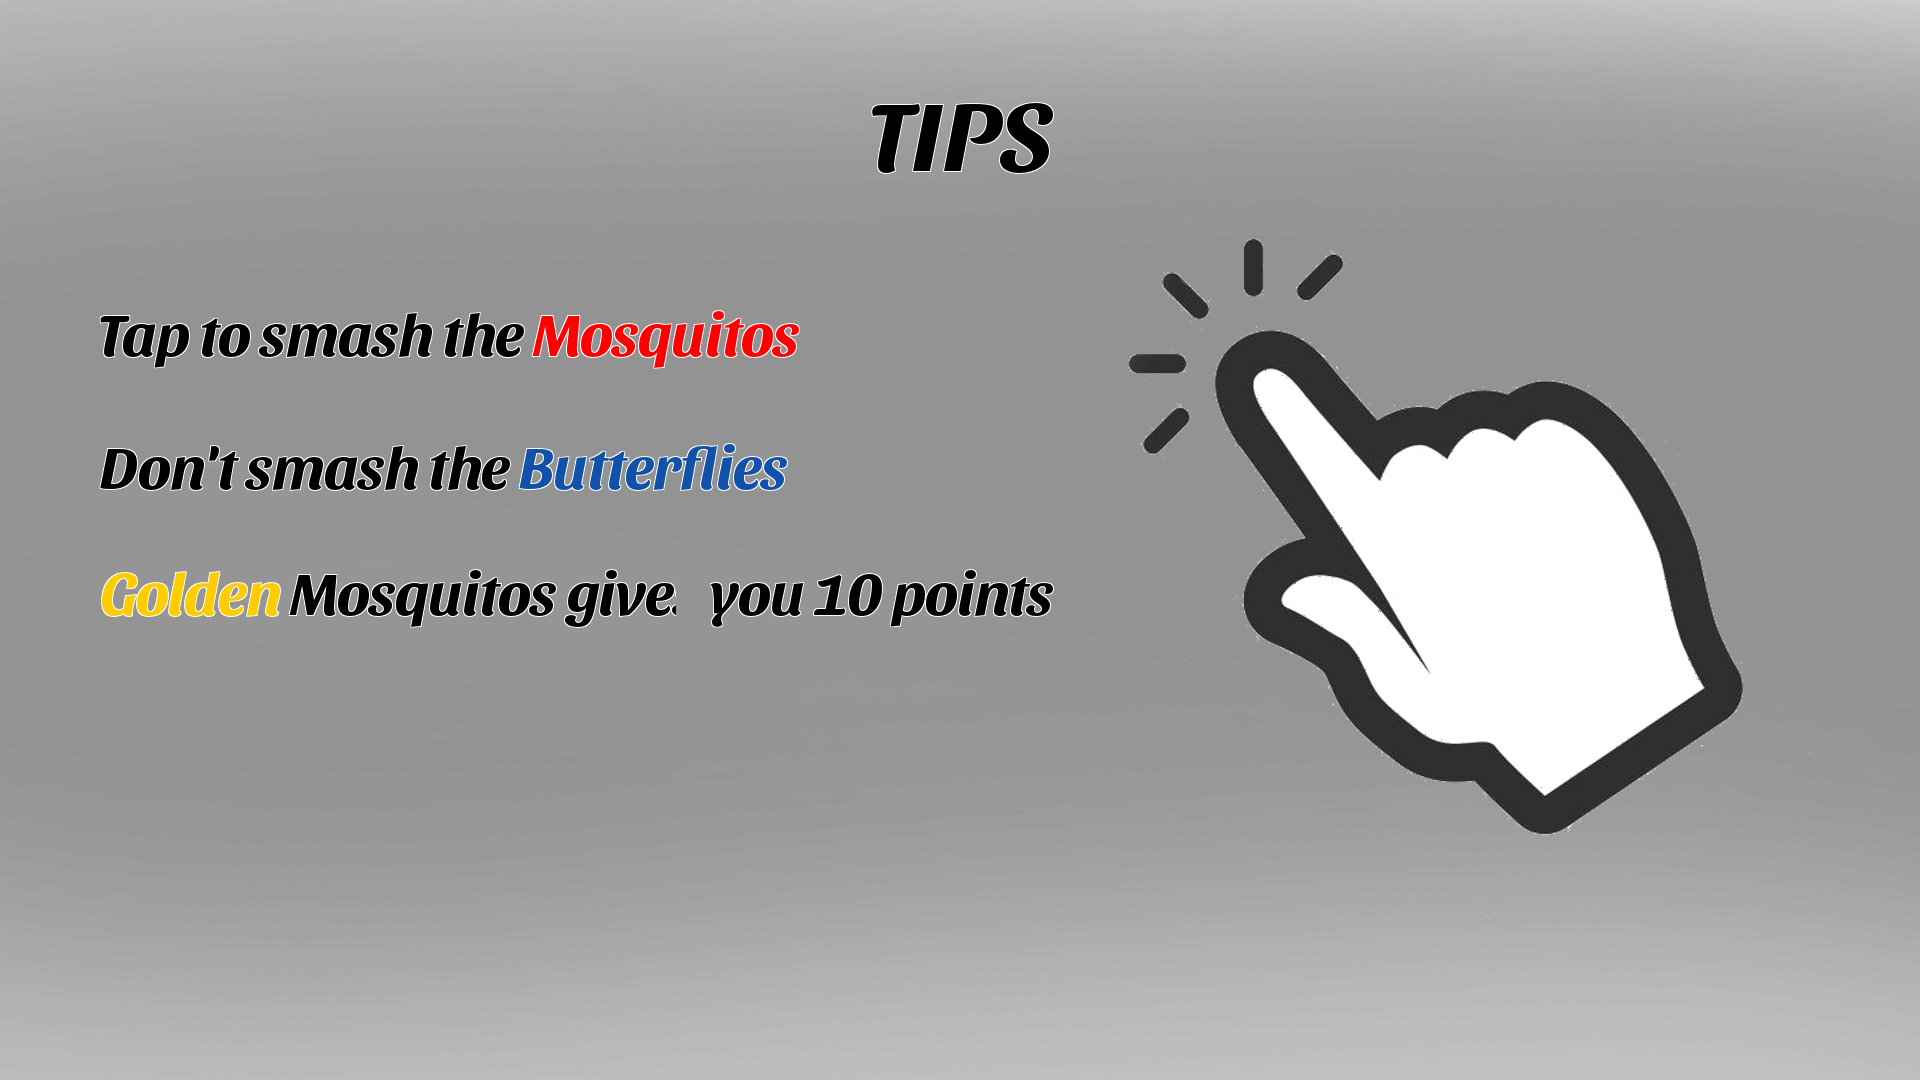 TIPS
Tap to smash the Mosquitos
Don't smash the Butterflies
Golden Mosquitos give. you 10 points